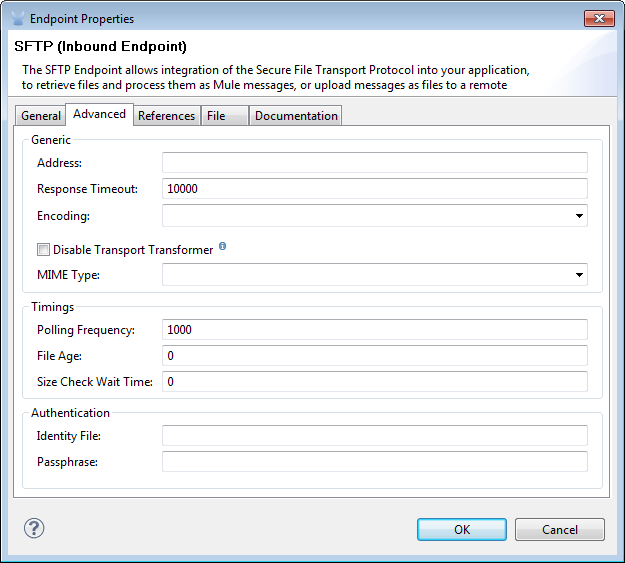 Endpoint Properties
SFTP (Inbound Endpoint)
The SFTP Endpoint allows integration of the Secure File Transport Protocol into your application,
to retrieve files and process them as Mule messages, or upload messages as files to a remote
General Advanced References File Documentation
Generic
Address:
Response Timeout: 10000
Encoding:
Disable Transport Transformer
MIME Type:
Timings
Polling Frequency: 1000
File Age: 0
Size Check Wait Time: 0
Authentication
Identity File:
Passphrase:
OK Cancel